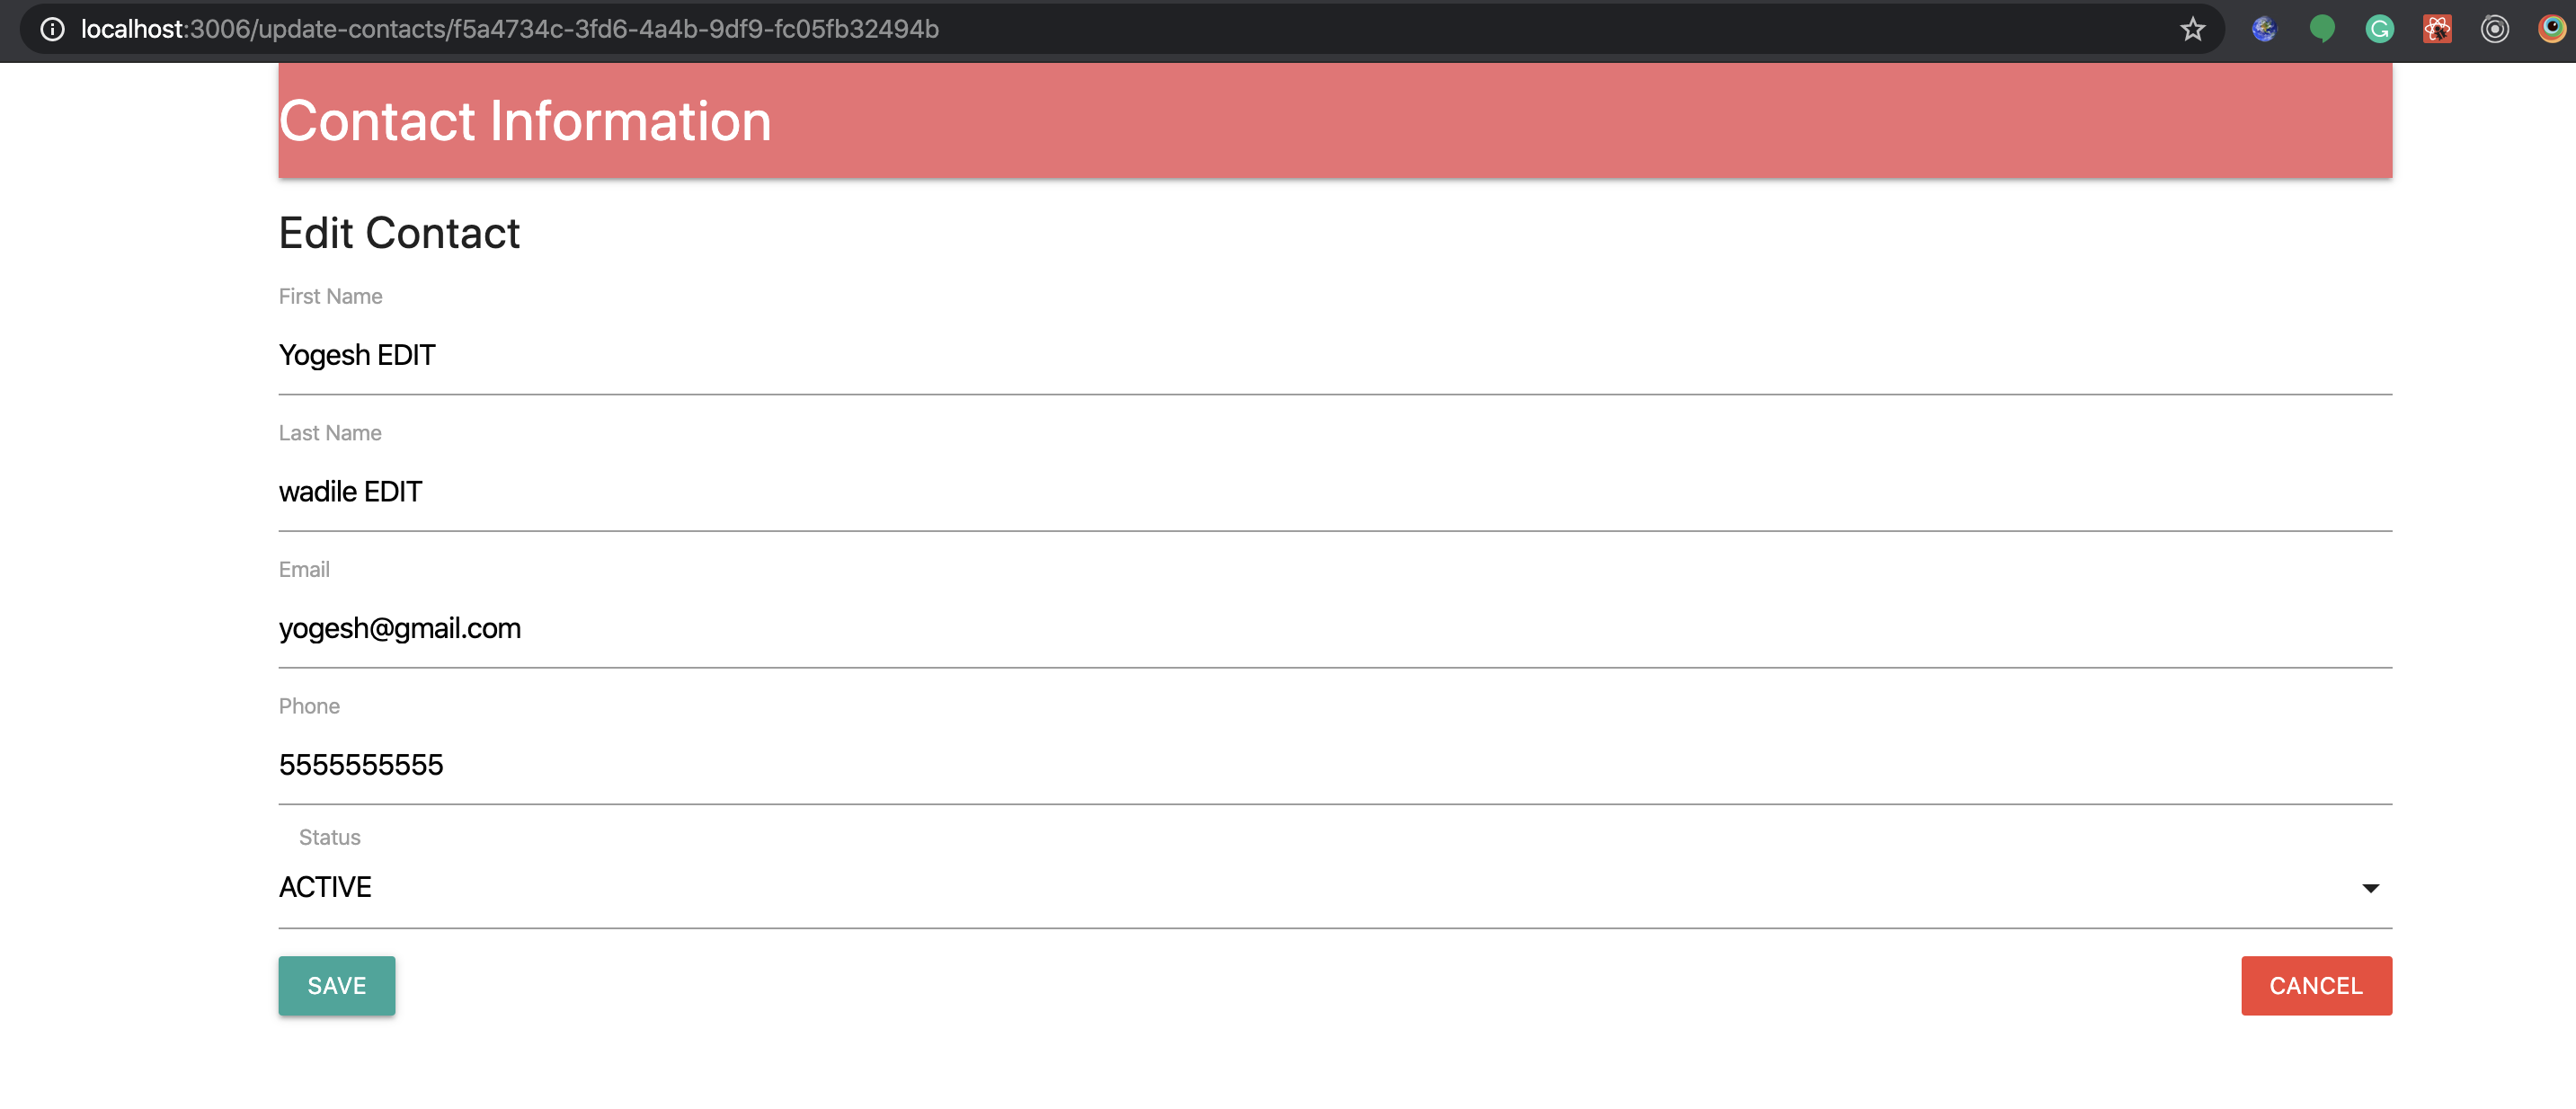 localhost:3006/update-contacts/f5a4734c-3fd6-4a4b-9df9-fc05fb32494b
Contact Information
Edit Contact
First Name
Yogesh EDIT
Last Name
wadile EDIT
Email
yogesh@gmail.com
Phone
5555555555
Status
ACTIVE
SAVE
CANCEL